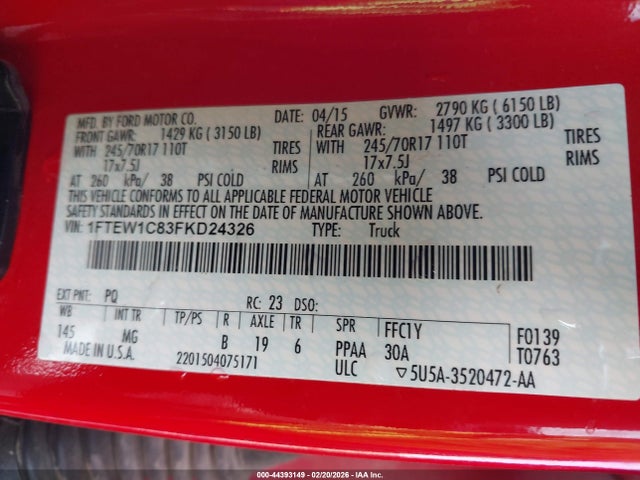 MFD. BY FORD MOTOR CO.
DATE: 04/15 GVWR: 2790 KG ( 6150 LB)
FRONT GAWR: 1429 KG ( 3150 LB)
REAR GAWR: 1497 KG ( 3300 LB)
WITH 245/70R17 110T TIRES
WITH 245/70R17 110T TIRES
17x7.5J RIMS
17x7.5J RIMS
AT 260 kPa/ 38 PSI COLD
AT 260 kPa/ 38 PSI COLD
THIS VEHICLE CONFORMS TO ALL APPLICABLE FEDERAL MOTOR VEHICLE
SAFETY STANDARDS IN EFFECT ON THE DATE OF MANUFACTURE SHOWN ABOVE.
VIN: 1FTEW1C83FKD24326 TYPE: Truck
EXT PNT: PQ RC: 23 DSO:
WB INT TR TP/PS R AXLE TR SPR FFC1Y F0139
145 MG B 19 6 PPAA 30A T0763
MADE IN U.S.A. 2201504075171 ULC ▽5U5A-3520472-AA
000-44393149 - 02/20/2026 - IAA Inc.